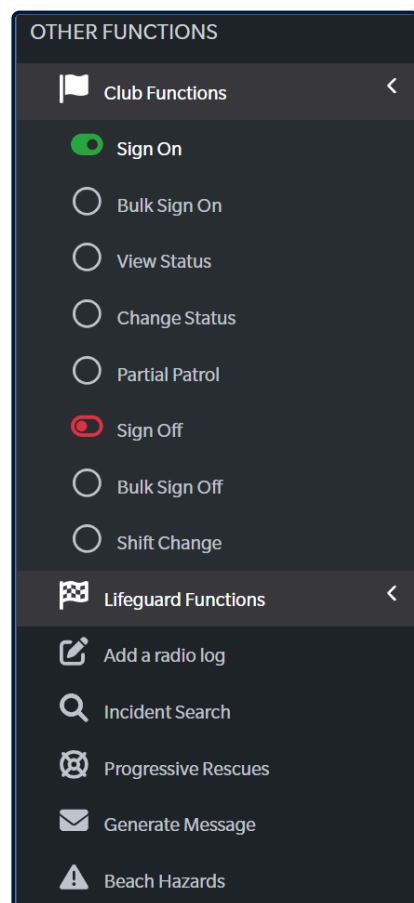 OTHER FUNCTIONS
Club Functions
Sign On
Bulk Sign On
View Status
Change Status
Partial Patrol
Sign Off
Bulk Sign Off
Shift Change
Lifeguard Functions
Add a radio log
Incident Search
Progressive Rescues
Generate Message
Beach Hazards